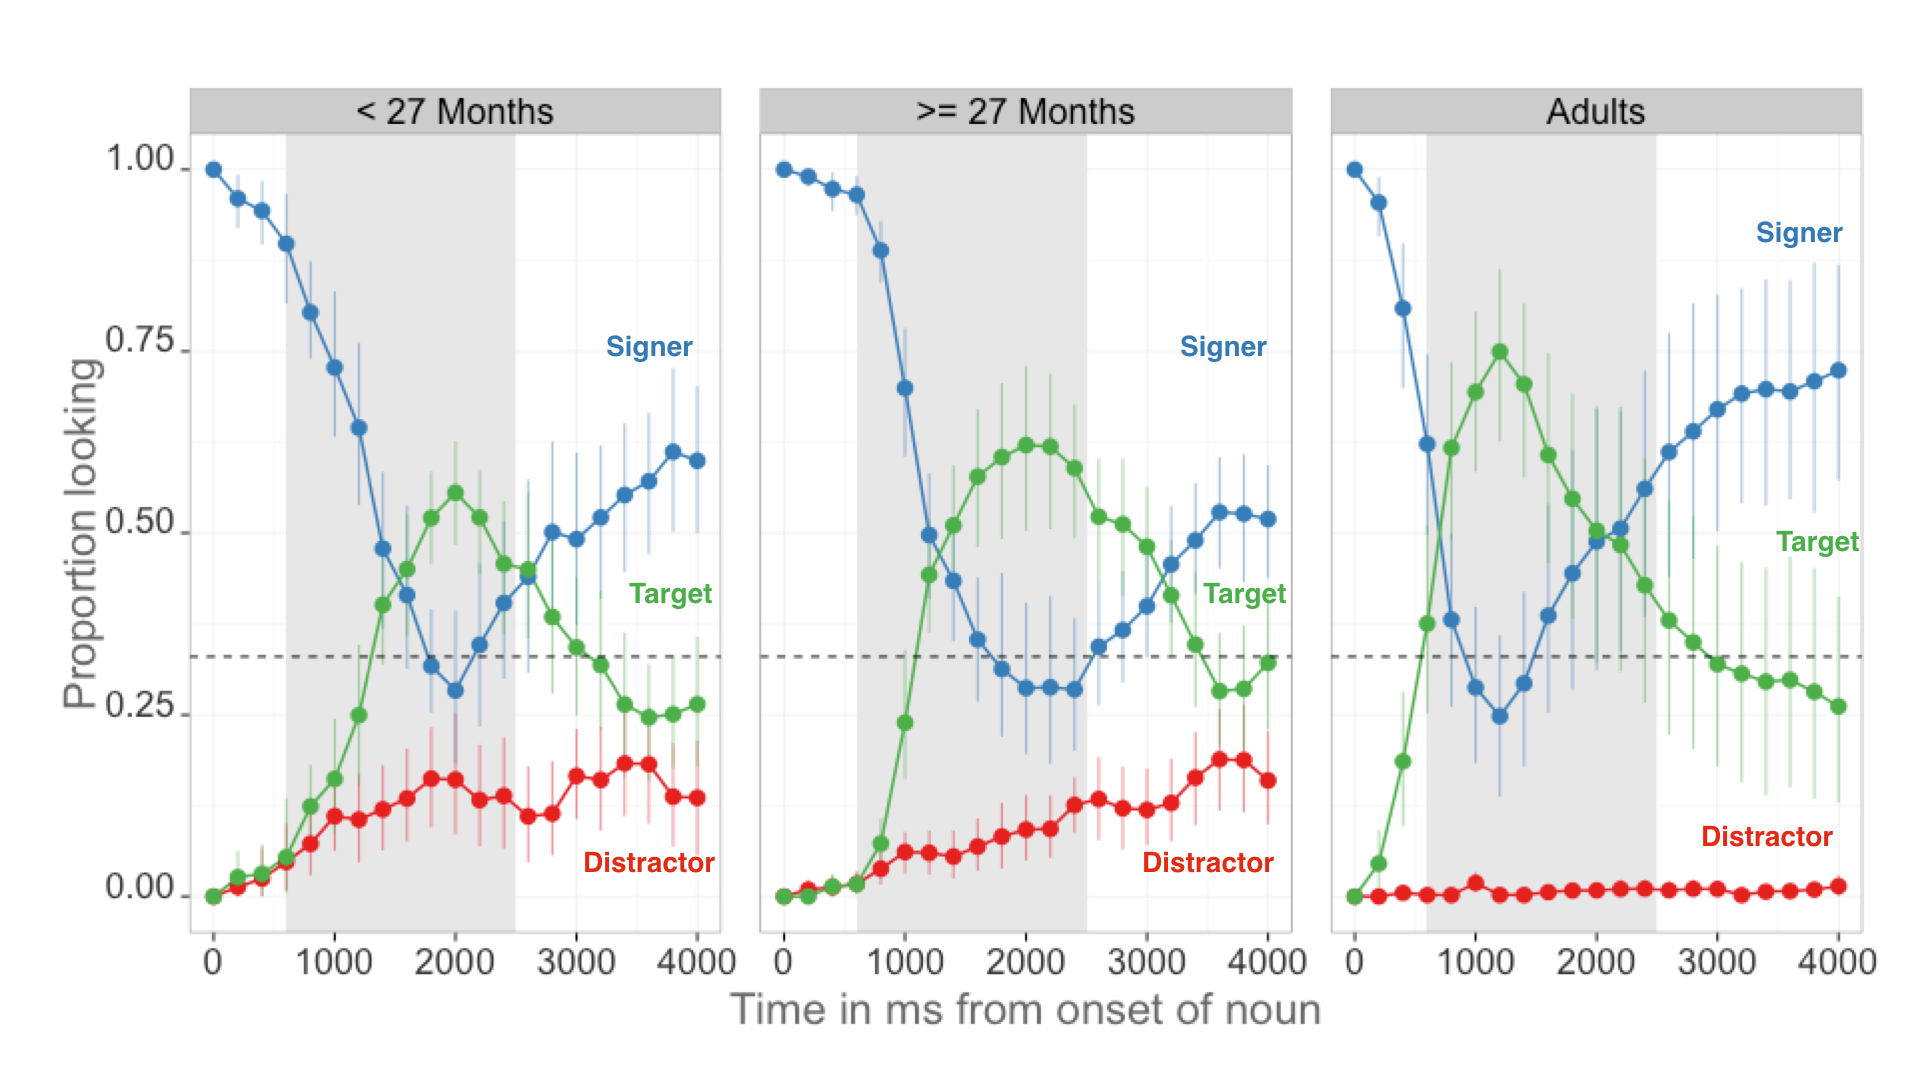 < 27 Months
>= 27 Months
Adults
1.00
0.75
0.50
0.25
0.00
Proportion looking
Signer
Target
Distractor
Signer
Target
Distractor
Signer
Target
Distractor
0 1000 2000 3000 4000
0 1000 2000 3000 4000
0 1000 2000 3000 4000
Time in ms from onset of noun